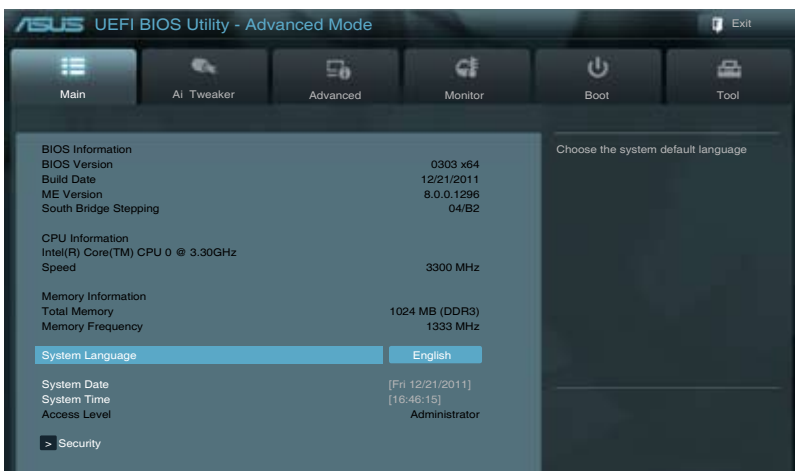 ASUS UEFI BIOS Utility - Advanced Mode
Exit
Main
Ai Tweaker
Advanced
Monitor
Boot
Tool
Choose the system default language
BIOS Information
BIOS Version 0303 x64
Build Date 12/21/2011
ME Version 8.0.0.1296
South Bridge Stepping 04/B2
CPU Information
Intel(R) Core(TM) CPU 0 @ 3.30GHz
Speed 3300 MHz
Memory Information
Total Memory 1024 MB (DDR3)
Memory Frequency 1333 MHz
System Language English
System Date [Fri 12/21/2011]
System Time [16:46:15]
Access Level Administrator
> Security